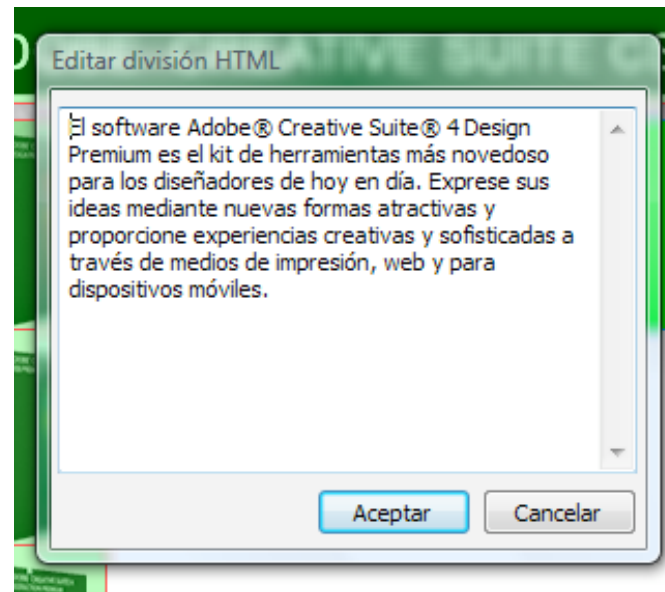 Editar división HTML
El software Adobe® Creative Suite® 4 Design
Premium es el kit de herramientas más novedoso
para los diseñadores de hoy en día. Exprese sus
ideas mediante nuevas formas atractivas y
proporcione experiencias creativas y sofisticadas a
través de medios de impresión, web y para
dispositivos móviles.
Aceptar Cancelar